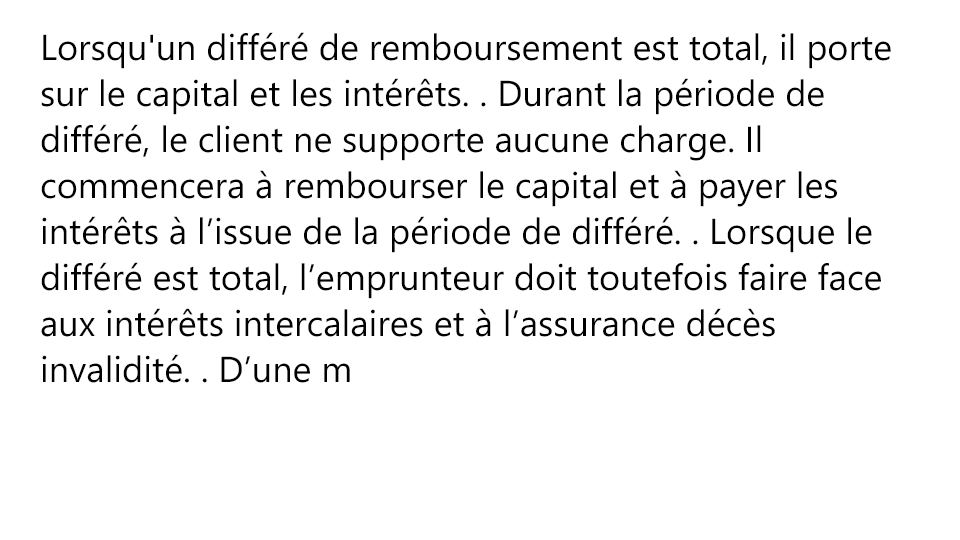 Lorsqu'un différé de remboursement est total, il porte
sur le capital et les intérêts. . Durant la période de
différé, le client ne supporte aucune charge. Il
commencera à rembourser le capital et à payer les
intérêts à l’issue de la période de différé. . Lorsque le
différé est total, l’emprunteur doit toutefois faire face
aux intérêts intercalaires et à l’assurance décès
invalidité. . D’une m